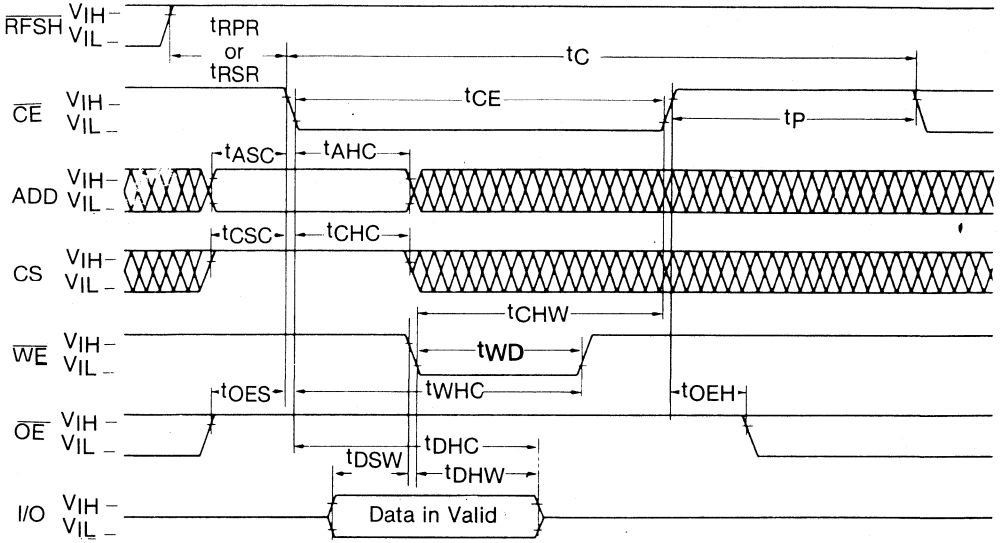 RFSH VIH
VIL
tRPR
or
tRSR
tC
CE VIH
VIL
tCE
tP
tASC tAHC
ADD VIH
VIL
tCSC tCHC
CS VIH
VIL
tCHW
WE VIH
VIL
tWD
tWHC
tOES tOEH
OE VIH
VIL
tDHC
tDSW tDHW
I/O VIH
VIL
Data in Valid